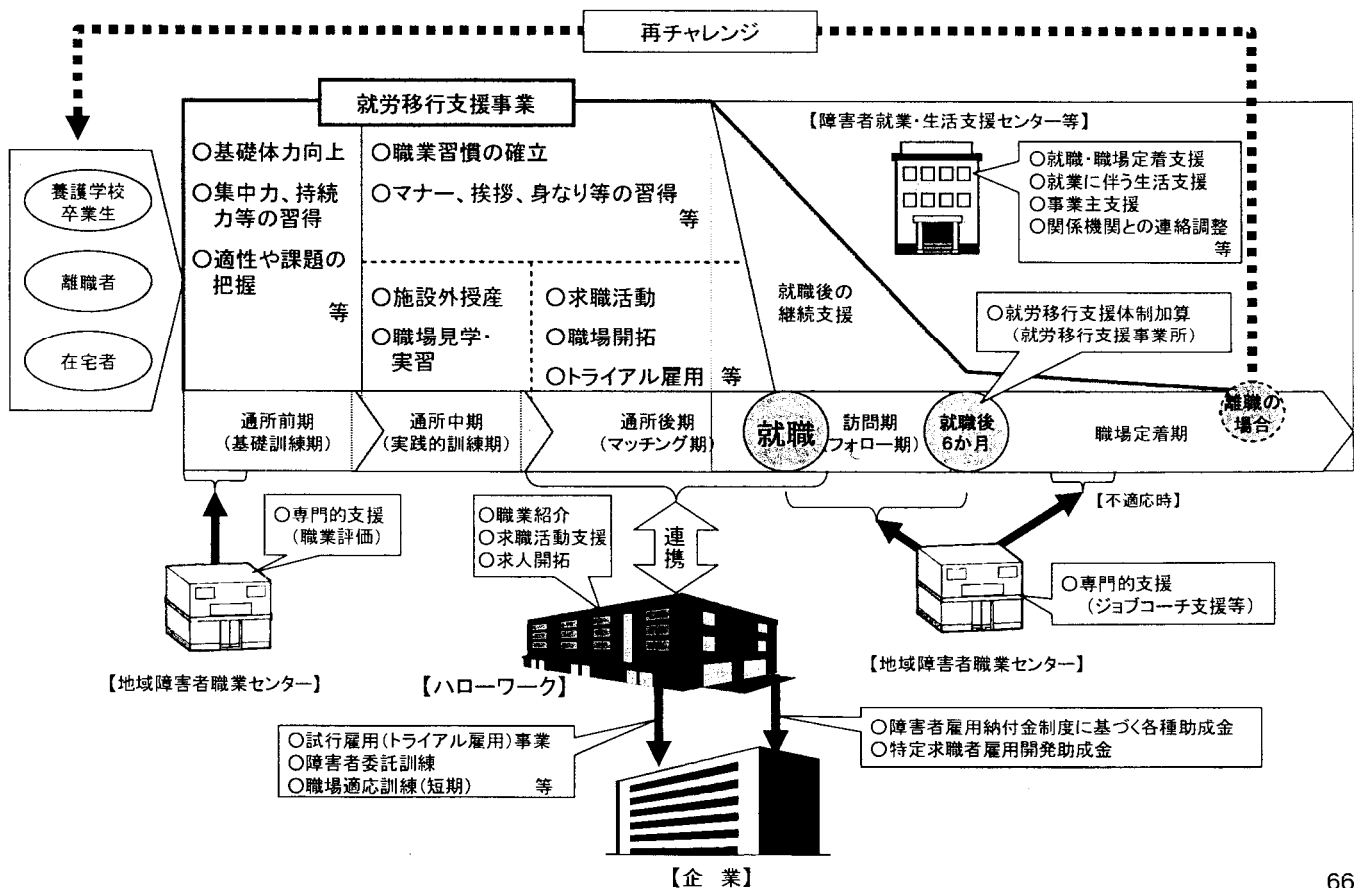 再チャレンジ
就労移行支援事業
養護学校
卒業生
離職者
在宅者
○基礎体力向上
○集中力、持続
力等の習得
○適性や課題の
把握
等
○職業習慣の確立
○マナー、挨拶、身なり等の習得
等
○施設外授産
○職場見学・
実習
○求職活動
○職場開拓
○トライアル雇用 等
就職後の
継続支援
【障害者就業・生活支援センター等】
○就職・職場定着支援
○就業に伴う生活支援
○事業主支援
○関係機関との連絡調整
等
○就労移行支援体制加算
(就労移行支援事業所)
通所前期
(基礎訓練期)
通所中期
(実践的訓練期)
通所後期
(マッチング期)
就職
訪問期
(フォロー期)
就職後
6か月
職場定着期
離職の
場合
○専門的支援
(職業評価)
【地域障害者職業センター】
○職業紹介
○求職活動支援
○求人開拓
連携
【ハローワーク】
【不適応時】
○専門的支援
(ジョブコーチ支援等)
【地域障害者職業センター】
○試行雇用(トライアル雇用)事業
○障害者委託訓練
○職場適応訓練(短期) 等
○障害者雇用納付金制度に基づく各種助成金
○特定求職者雇用開発助成金
【企 業】
66